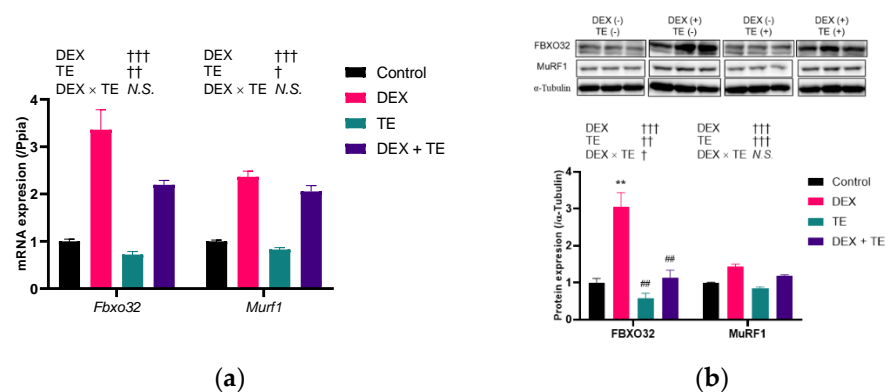 DEX †††
TE ††
DEX × TE N.S.
DEX †††
TE †
DEX × TE N.S.
Control
DEX
TE
DEX + TE
mRNA expresion (/Ppia)
4
3
2
1
0
Fbxo32
Murf1
(a)
DEX (-)
TE (-)
DEX (+)
TE (-)
DEX (-)
TE (+)
DEX (+)
TE (+)
FBXO32
MuRF1
α-Tubulin
DEX †††
TE ††
DEX × TE †
DEX †††
TE †††
DEX × TE N.S.
Control
DEX
TE
DEX + TE
Protein expresion (/α-Tubulin)
4
3
2
1
0
**
##
##
FBXO32
MuRF1
(b)